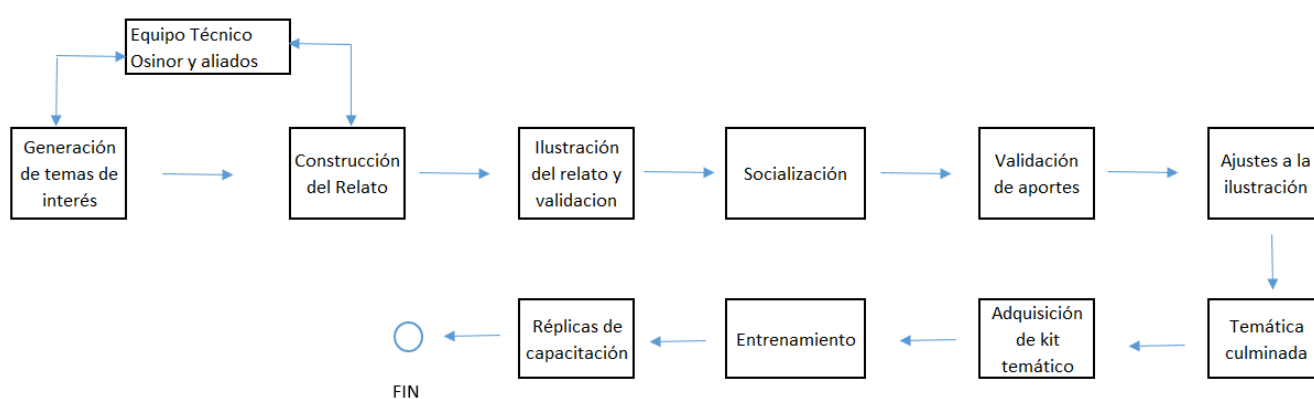 Equipo Técnico
Osinor y aliados
Generación
de temas de
interés
Construcción
del Relato
Ilustración
del relato y
validacion
Socialización
Validación
de aportes
Ajustes a la
ilustración
Temática
culminada
Adquisición
de kit
temático
Entrenamiento
Réplicas de
capacitación
FIN